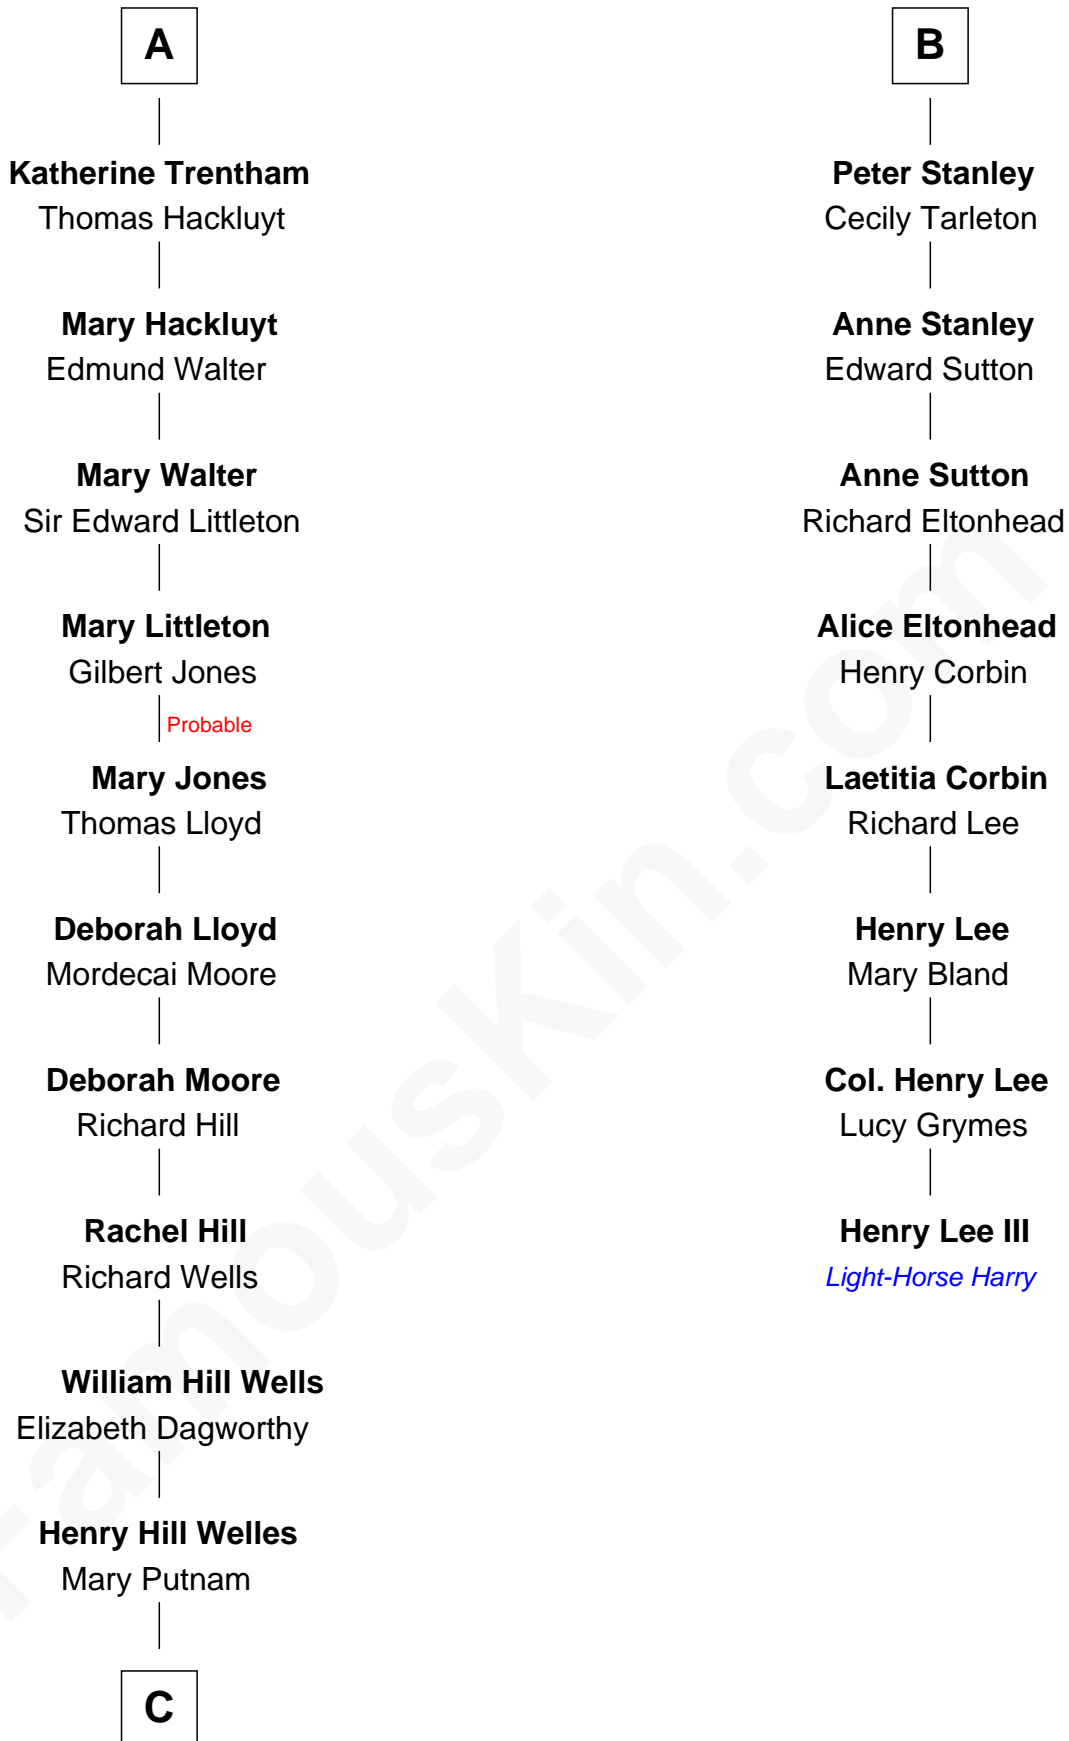 A
Katherine Trentham
Thomas Hackluyt
Mary Hackluyt
Edmund Walter
Mary Walter
Sir Edward Littleton
Mary Littleton
Gilbert Jones
Probable
Mary Jones
Thomas Lloyd
Deborah Lloyd
Mordecai Moore
Deborah Moore
Richard Hill
Rachel Hill
Richard Wells
William Hill Wells
Elizabeth Dagworthy
Henry Hill Welles
Mary Putnam
C
B
Peter Stanley
Cecily Tarleton
Anne Stanley
Edward Sutton
Anne Sutton
Richard Eltonhead
Alice Eltonhead
Henry Corbin
Laetitia Corbin
Richard Lee
Henry Lee
Mary Bland
Col. Henry Lee
Lucy Grymes
Henry Lee III
Light-Horse Harry
FamousKin.com